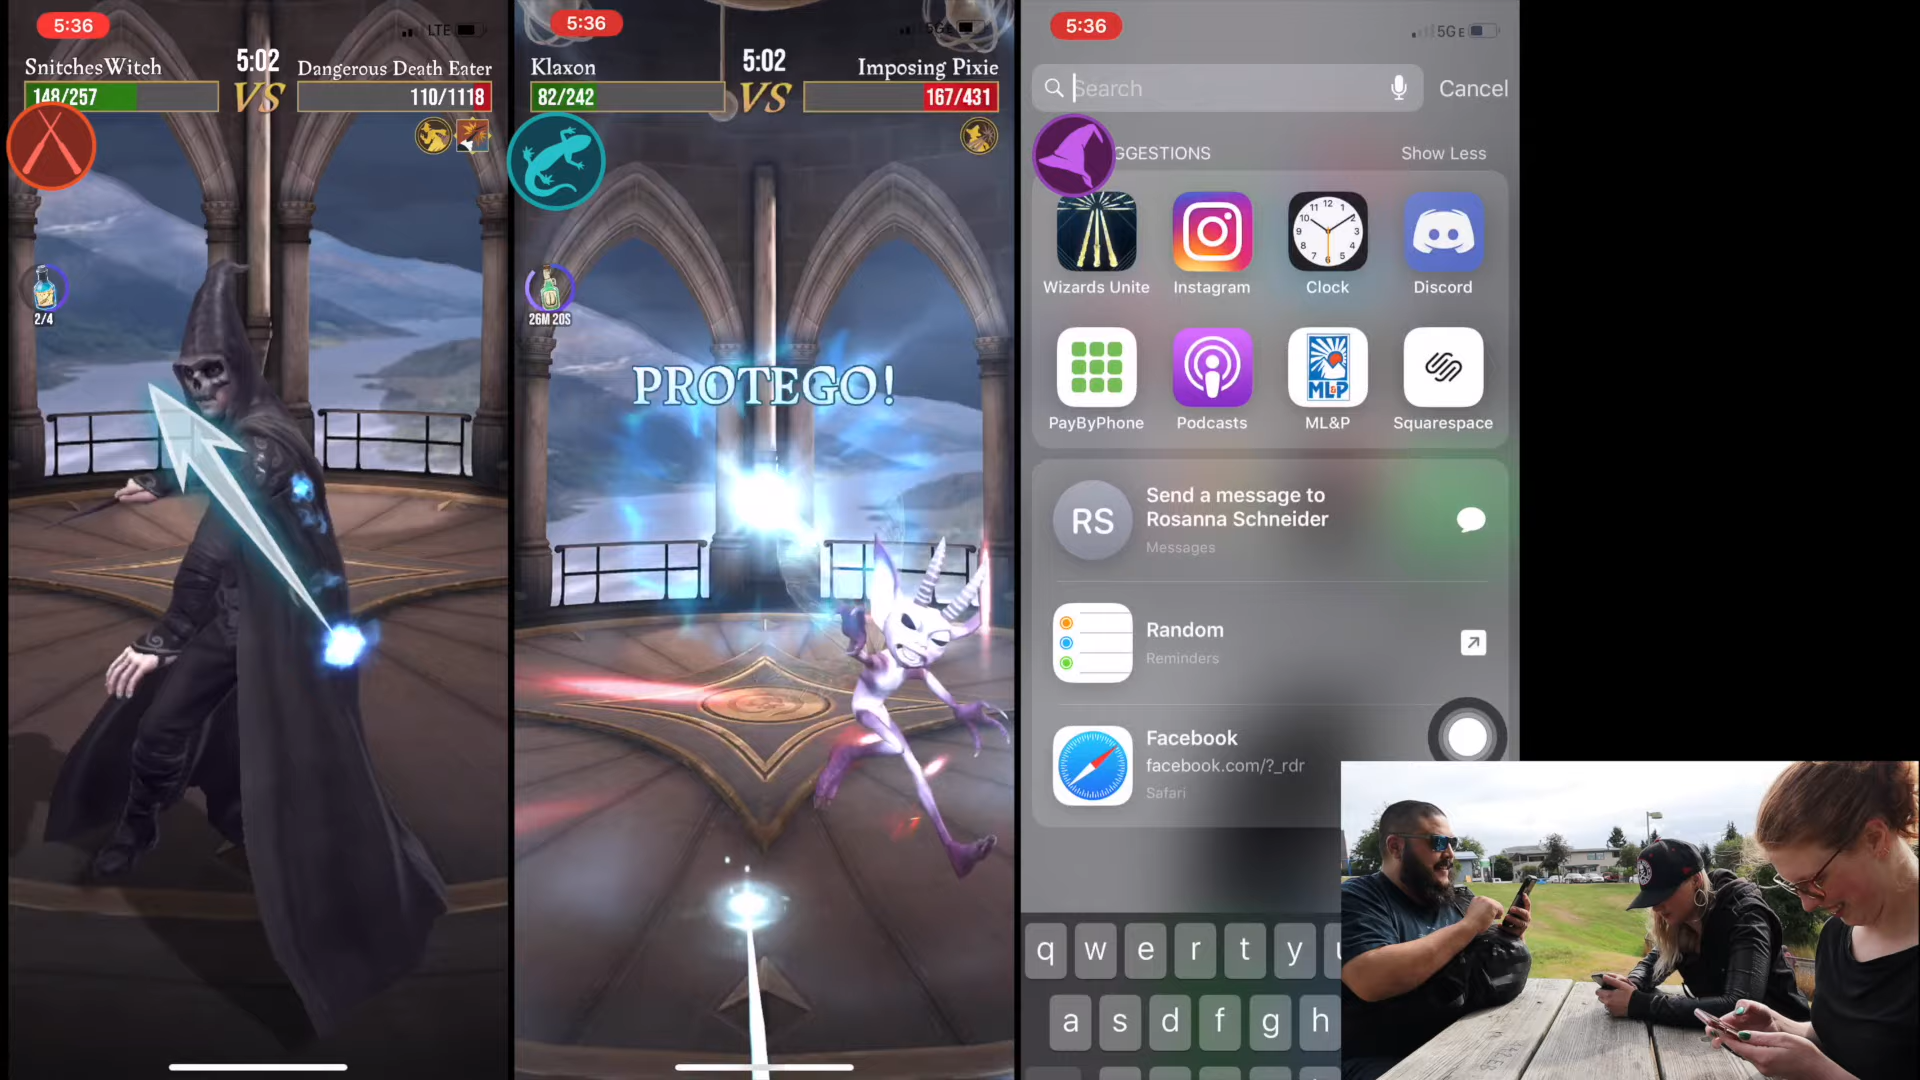 5:36
LTE
SnitchesWitch
5:02
VS
Dangerous Death Eater
148/257
110/1118
2/4
5:36
5GE
Klaxon
5:02
VS
Imposing Pixie
82/242
167/431
26M 20S
PROTEGO!
5:36
5GE
Search
Cancel
GGESTIONS
Show Less
Wizards Unite
Instagram
Clock
Discord
PayByPhone
Podcasts
ML&P
ML&P
Squarespace
RS
Send a message to
Rosanna Schneider
Messages
Random
Reminders
Facebook
facebook.com/?_rdr
Safari
q w e r t y
a s d f g h